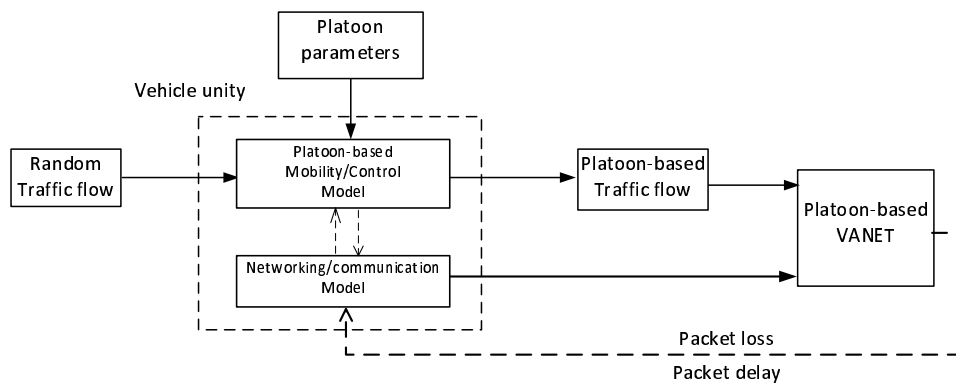 Platoon
parameters
Vehicle unity
Random
Traffic flow
Platoon-based
Mobility/Control
Model
Platoon-based
Traffic flow
Platoon-based
VANET
Networking/communication
Model
Packet loss
Packet delay